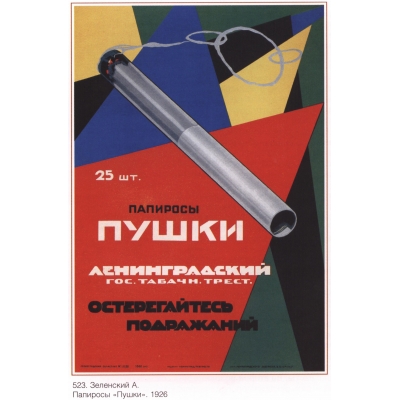 25 шт.
ПАПИРОСЫ
ПУШКИ
ЛЕНИНГРАДСКИЙ
ГОС. ТАБАЧН. ТРЕСТ.
ОСТЕРЕГАЙТЕСЬ
ПОДРАЖАНИЙ
523. Зеленский А.
Папиросы «Пушки». 1926